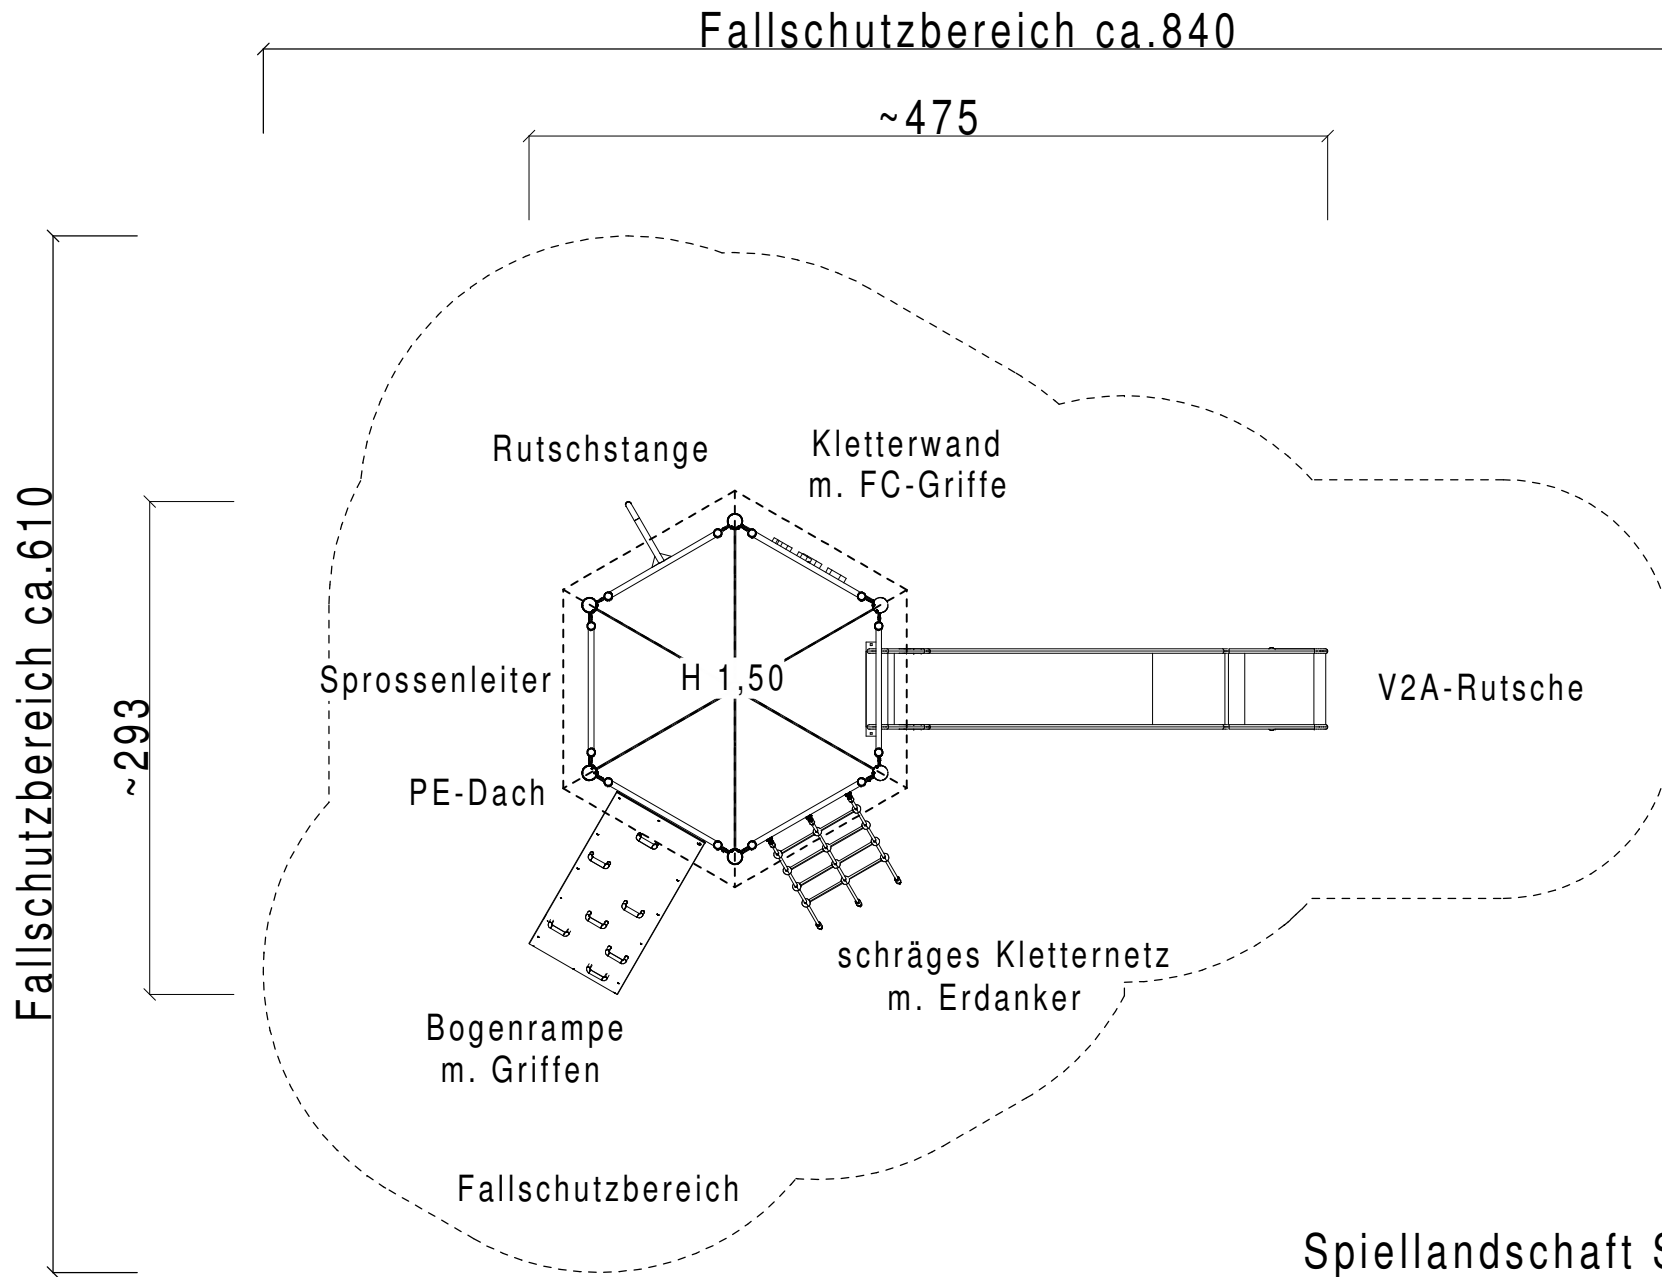 Fallschutzbereich ca.840
~475
Fallschutzbereich ca.610
~293
Rutschstange
Kletterwand
m. FC-Griffe
Sprossenleiter
H 1,50
V2A-Rutsche
PE-Dach
schräges Kletternetz
m. Erdanker
Bogenrampe
m. Griffen
Fallschutzbereich
Spiellandschaft